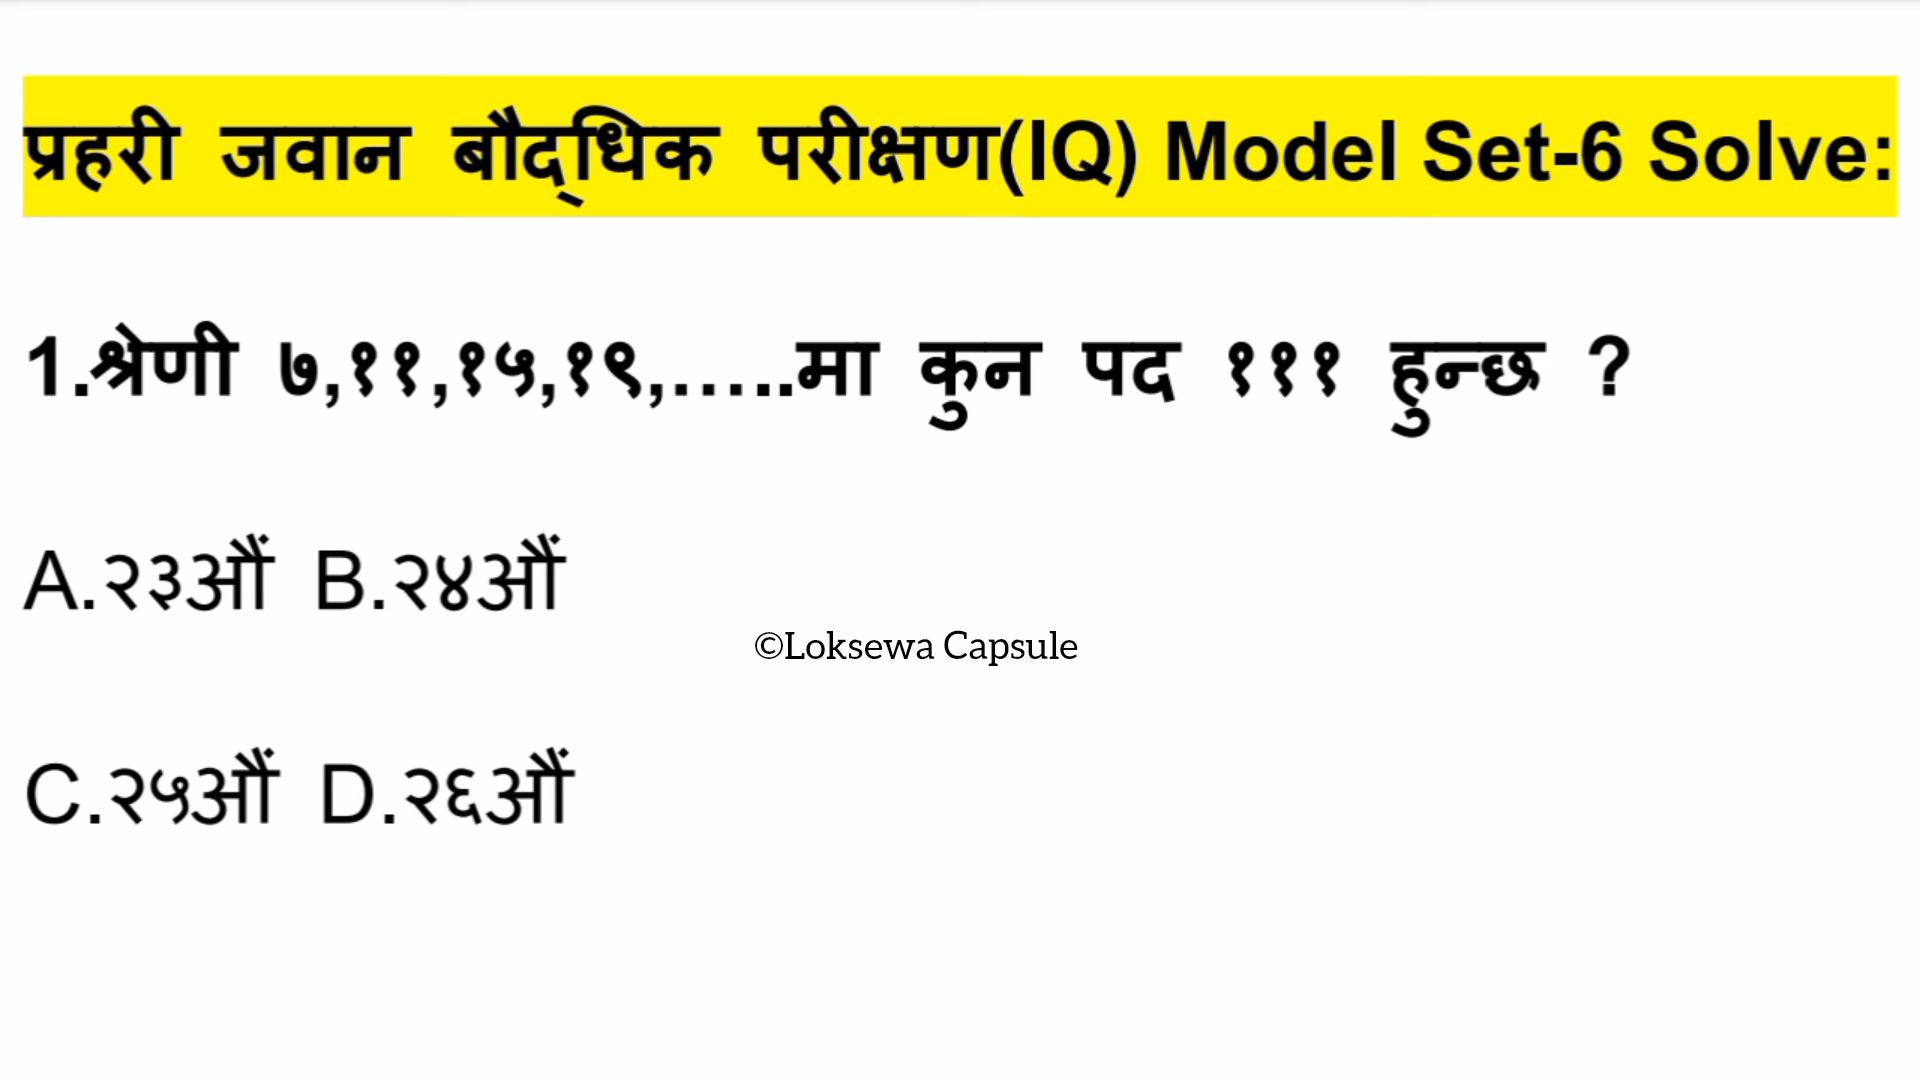 प्रहरी जवान बौद्‌धिक परीक्षण(IQ) Model Set-6 Solve:
1.श्रेणी ७,११,१५,१९,…..मा कुन पद १११ हुन्छ ?
A.२३औं B.२४औं
©Loksewa Capsule
C.२५औं D.२६औं